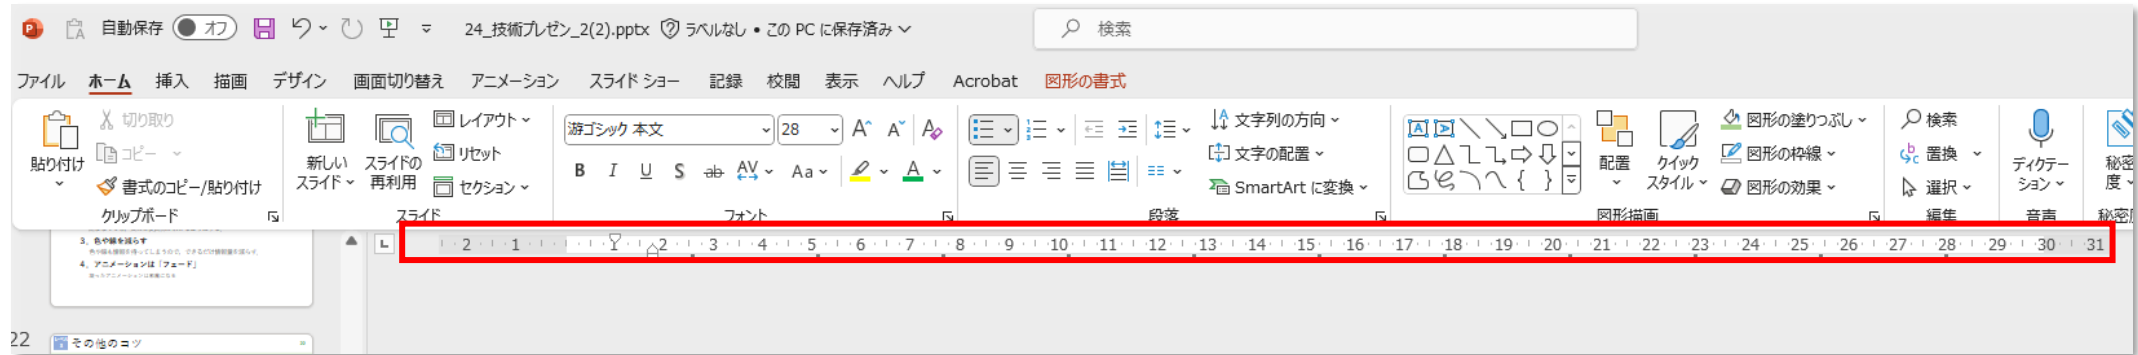 自動保存 オフ 24_技術プレゼン_2(2).pptx ラベルなし • この PC に保存済み 検索
ファイル ホーム 挿入 描画 デザイン 画面切り替え アニメーション スライド ショー 記録 校閲 表示 ヘルプ Acrobat 図形の書式
貼り付け 切り取り コピー 書式のコピー/貼り付け
クリップボード
新しい スライド スライドの 再利用 レイアウト リセット セクション
スライド
游ゴシック 本文 28
B I U S ab AV Aa A
フォント
文字列の方向 文字の配置 SmartArt に変換
段落
配置 クイック スタイル 図形の塗りつぶし 図形の枠線 図形の効果
図形描画
検索 置換 選択
編集
ディクテー ション
音声
秘密 度
秘密
3、色や線を減らす
4、アニメーションは「フェード」
2 1 2 3 4 5 6 7 8 9 10 11 12 13 14 15 16 17 18 19 20 21 22 23 24 25 26 27 28 29 30 31
22 その他のコツ